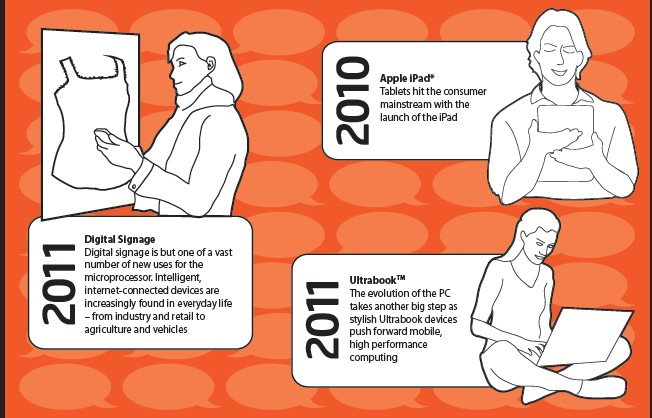 2010
Apple iPad*
Tablets hit the consumer
mainstream with the
launch of the iPad
2011
Digital Signage
Digital signage is but one of a vast
number of new uses for the
microprocessor. Intelligent,
internet-connected devices are
increasingly found in everyday life
– from industry and retail to
agriculture and vehicles
2011
Ultrabook™
The evolution of the PC
takes another big step as
stylish Ultrabook devices
push forward mobile,
high performance
computing